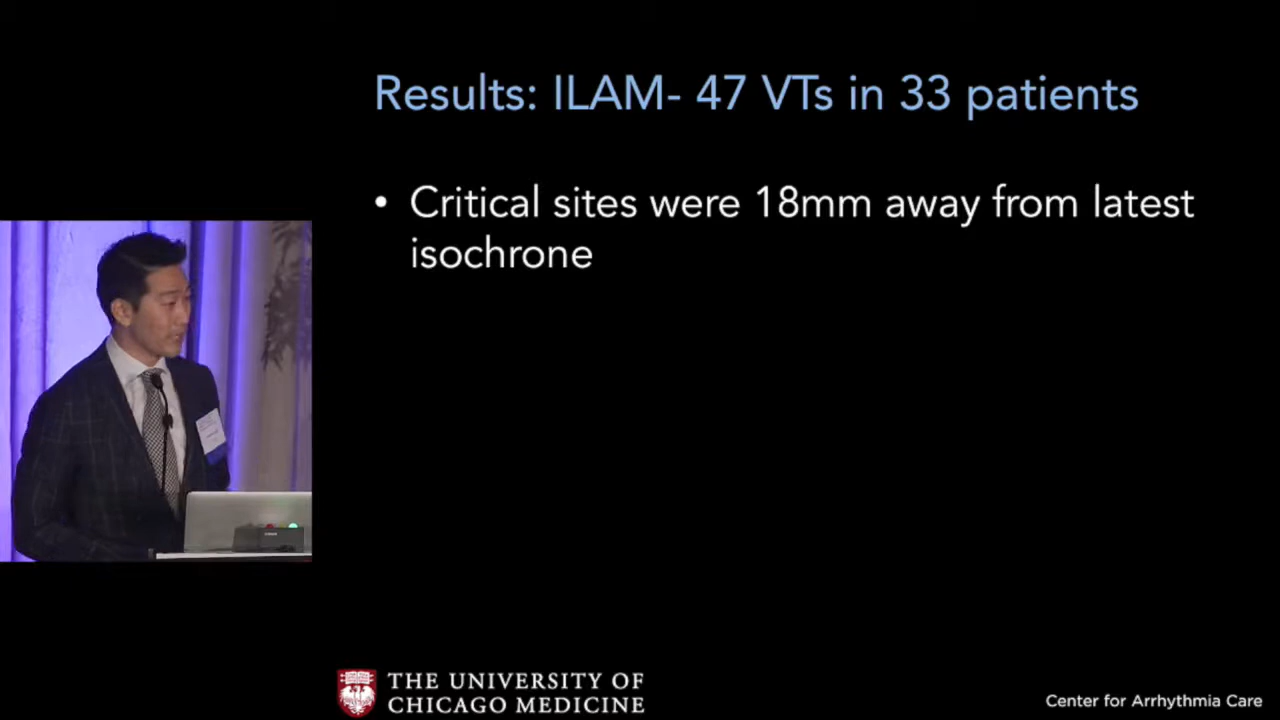 Results: ILAM- 47 VTs in 33 patients
• Critical sites were 18mm away from latest
isochrone
THE UNIVERSITY OF
CHICAGO MEDICINE
Center for Arrhythmia Care